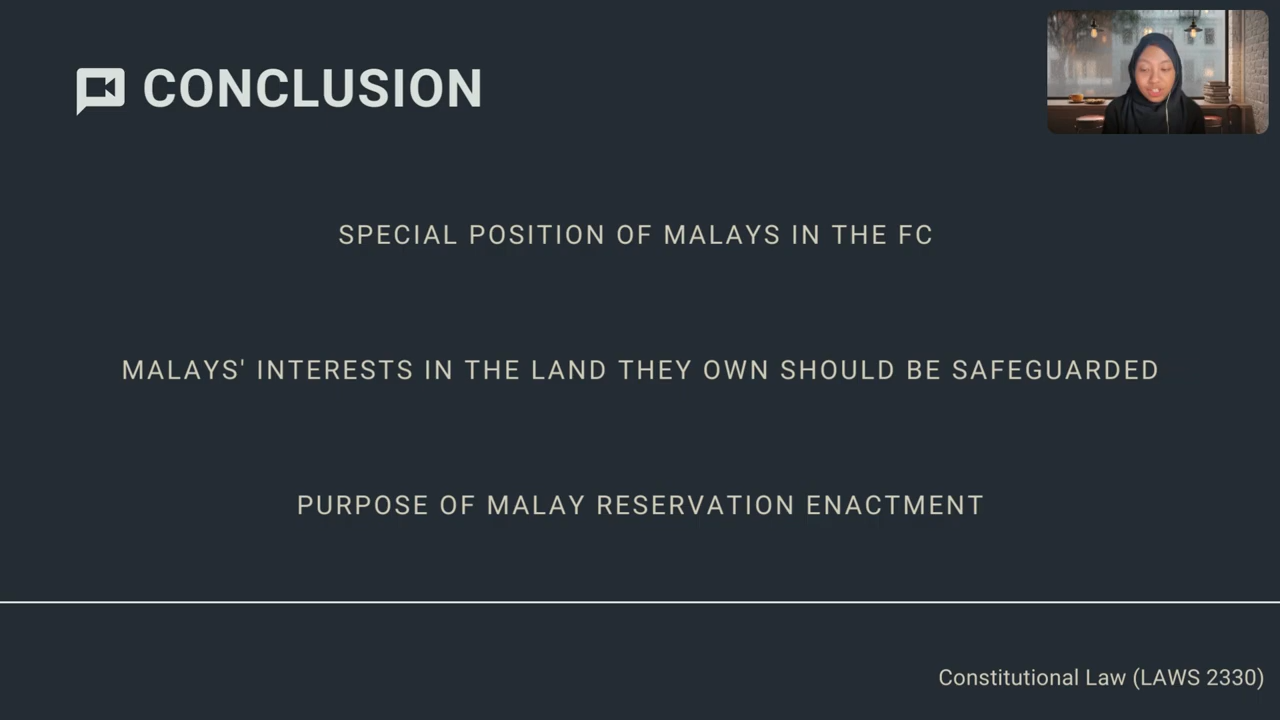 CONCLUSION
SPECIAL POSITION OF MALAYS IN THE FC
MALAYS' INTERESTS IN THE LAND THEY OWN SHOULD BE SAFEGUARDED
PURPOSE OF MALAY RESERVATION ENACTMENT
Constitutional Law (LAWS 2330)